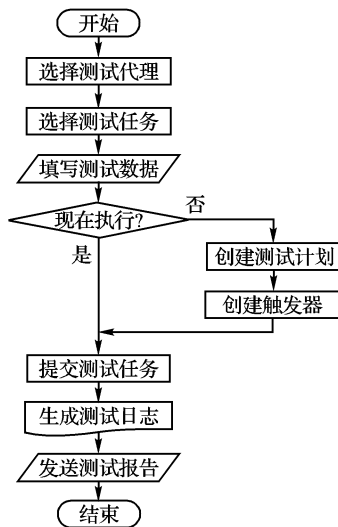 开始
选择测试代理
选择测试任务
填写测试数据
现在执行?
否
是
创建测试计划
创建触发器
提交测试任务
生成测试日志
发送测试报告
结束